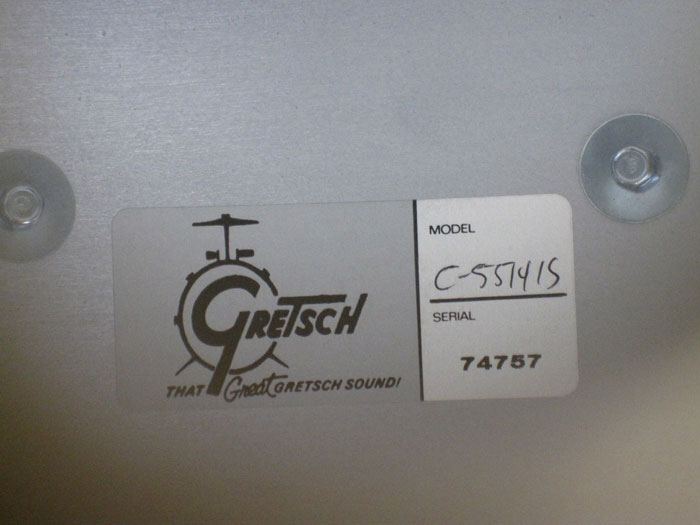 GRETSCH
THAT Great GRETSCH SOUND!
MODEL
C-55141S
SERIAL
74757